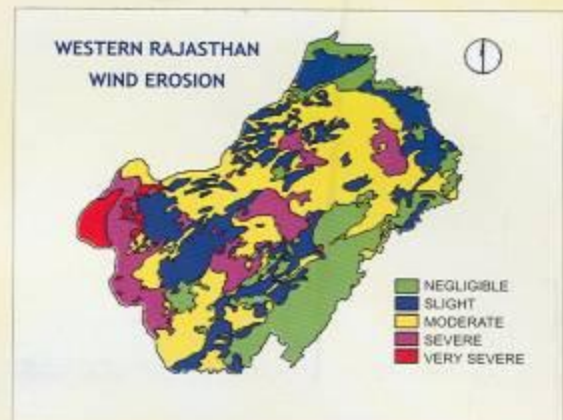 WESTERN RAJASTHAN
WIND EROSION
NEGLIGIBLE
SLIGHT
MODERATE
SEVERE
VERY SEVERE